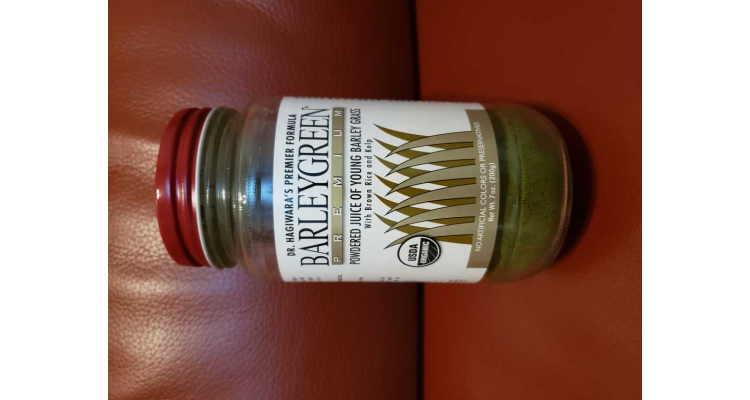 DR. HAGIWARA'S PREMIER FORMULA
BARLEYGREEN™
PREMIUM
POWDERED JUICE OF YOUNG BARLEY GRASS
With Brown Rice and Kelp
USDA
ORGANIC
NO ARTIFICIAL COLORS OR PRESERVATIVES
Net Wt. 7 oz. (200g)